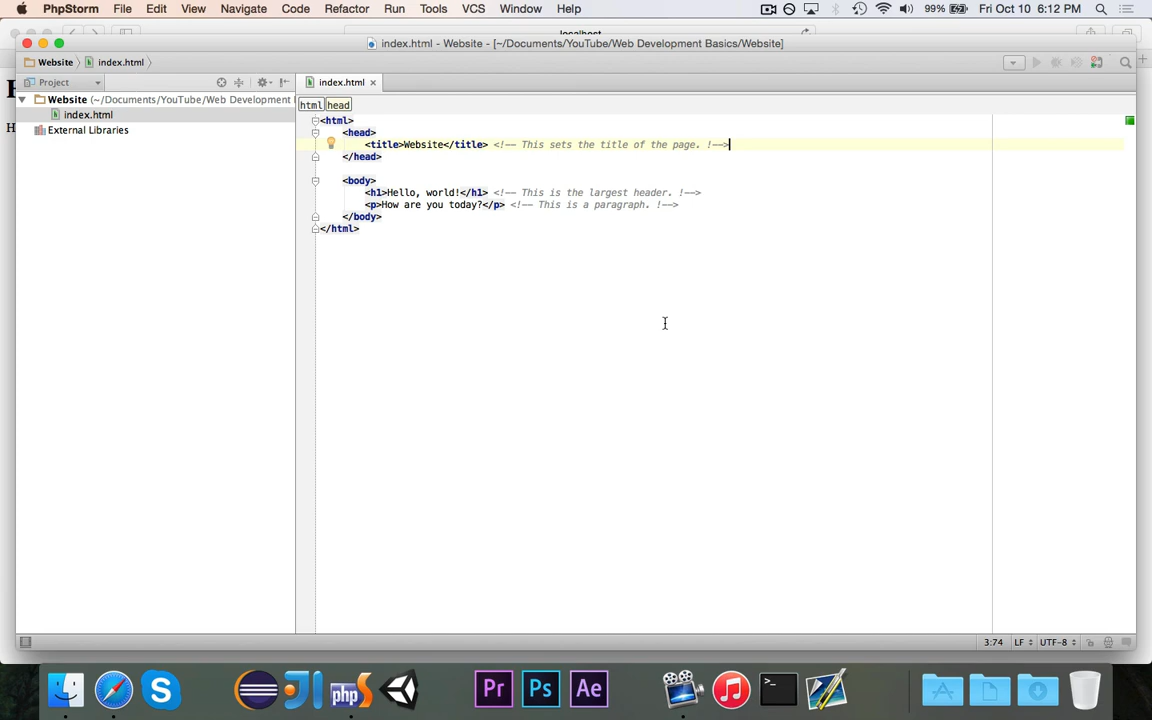 PhpStorm File Edit View Navigate Code Refactor Run Tools VCS Window Help 99% Fri Oct 10 6:12 PM
localhost
index.html - Website - [~/Documents/YouTube/Web Development Basics/Website]
Website index.html
Project index.html
Website (~/Documents/YouTube/Web Development
index.html
External Libraries
html head
<html>
<head>
<title>Website</title> <!-- This sets the title of the page. !-->
</head>
<body>
<h1>Hello, world!</h1> <!-- This is the largest header. !-->
<p>How are you today?</p> <!-- This is a paragraph. !-->
</body>
</html>
H
3:74 LF UTF-8
S php Pr Ps Ae >_